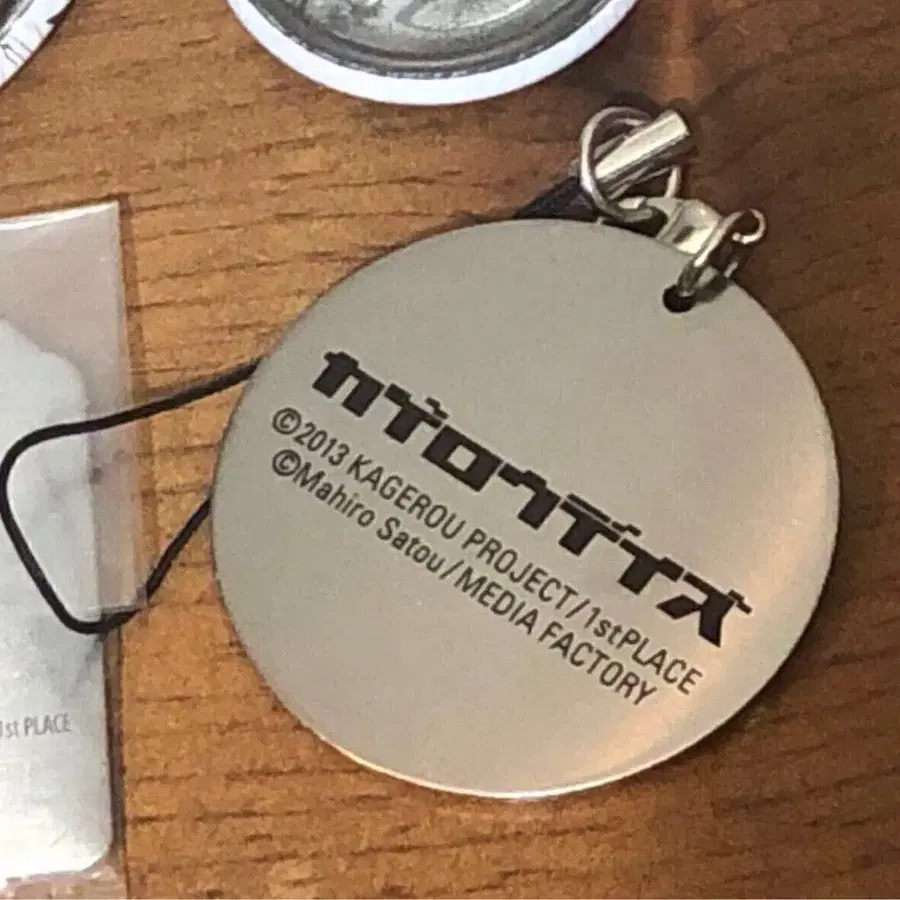 カゲロウデイズ
©2013 KAGEROU PROJECT/1stPLACE
©Mahiro Satou/MEDIA FACTORY
1st PLACE